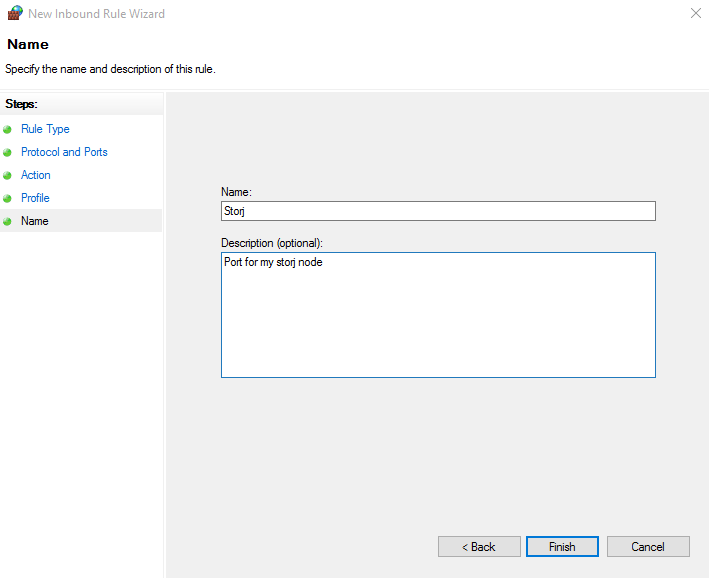 New Inbound Rule Wizard
Name
Specify the name and description of this rule.
Steps:
Rule Type
Protocol and Ports
Action
Profile
Name
Name:
Storj
Description (optional):
Port for my storj node
< Back
Finish
Cancel